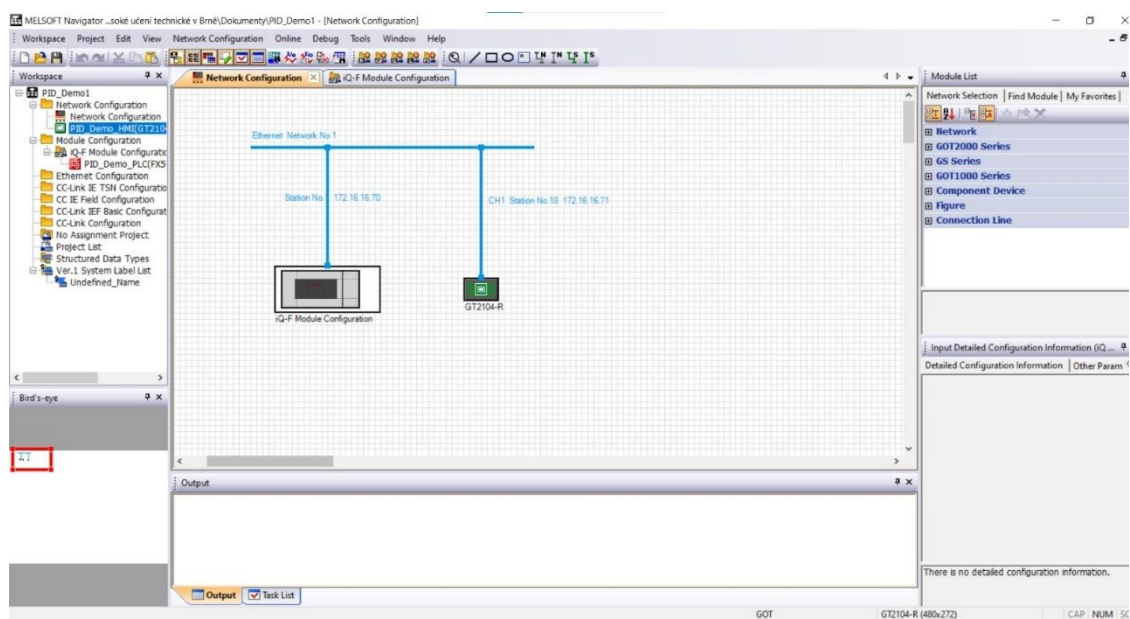 MELSOFT Navigator ...soké učení technické v Brně\Dokumenty\PID_Demo1 - [Network Configuration]
Workspace Project Edit View Network Configuration Online Debug Tools Window Help
Workspace
PID_Demo1
Network Configuration
Network Configuration
PID_Demo_HMI(GT210
Module Configuration
iQ-F Module Configuratic
PID_Demo_PLC(FX5
Ethernet Configuration
CC-Link IE TSN Configuratio
CC IE Field Configuration
CC-Link IEF Basic Configurat
CC-Link Configuration
No Assignment Project
Project List
Structured Data Types
Ver.1 System Label List
Undefined_Name
Bird's-eye
Network Configuration
iQ-F Module Configuration
Ethernet Network No.1
Station No. 172.16.16.70
CH1 Station No.18 172.16.16.71
iQ-F Module Configuration
GT2104-R
Output
Output Task List
Module List
Network Selection Find Module My Favorites
Network
GOT2000 Series
GS Series
GOT1000 Series
Component Device
Figure
Connection Line
Input Detailed Configuration Information (iQ ...
Detailed Configuration Information Other Param
There is no detailed configuration information.
GOT GT2104-R (480x272) CAP NUM SC